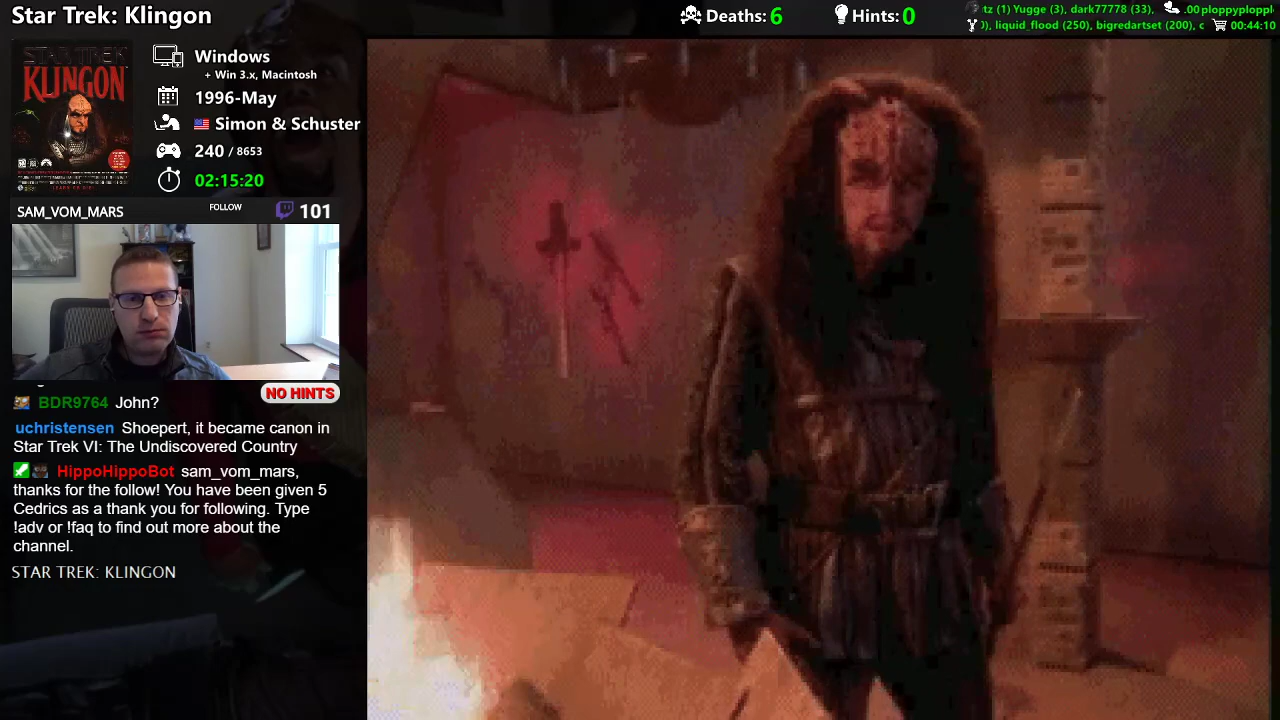 Star Trek: Klingon
Deaths: 6
Hints: 0
tz (1) Yugge (3), dark77778 (33),
.00 ploppyploppl
0), liquid_flood (250), bigredartset (200), c
00:44:10
STAR TREK
KLINGON
Windows
+ Win 3.x, Macintosh
1996-May
Simon & Schuster
240 / 8653
02:15:20
SAM_VOM_MARS
FOLLOW
101
NO HINTS
BDR9764 John?
uchristensen Shoepert, it became canon in
Star Trek VI: The Undiscovered Country
HippoHippoBot sam_vom_mars,
thanks for the follow! You have been given 5
Cedrics as a thank you for following. Type
!adv or !faq to find out more about the
channel.
STAR TREK: KLINGON